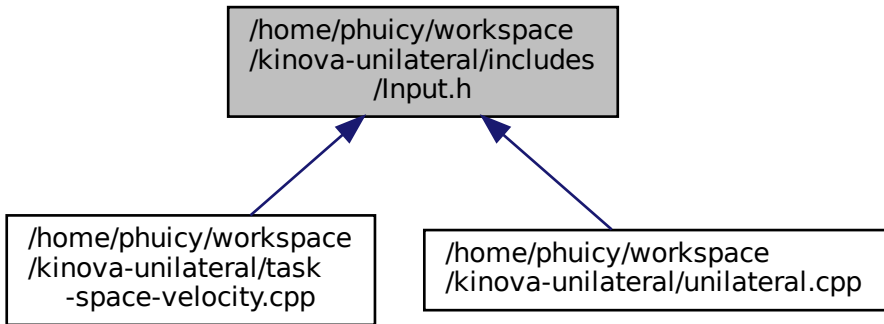 /home/phuicy/workspace
/kinova-unilateral/includes
/Input.h
/home/phuicy/workspace
/kinova-unilateral/task
-space-velocity.cpp
/home/phuicy/workspace
/kinova-unilateral/unilateral.cpp